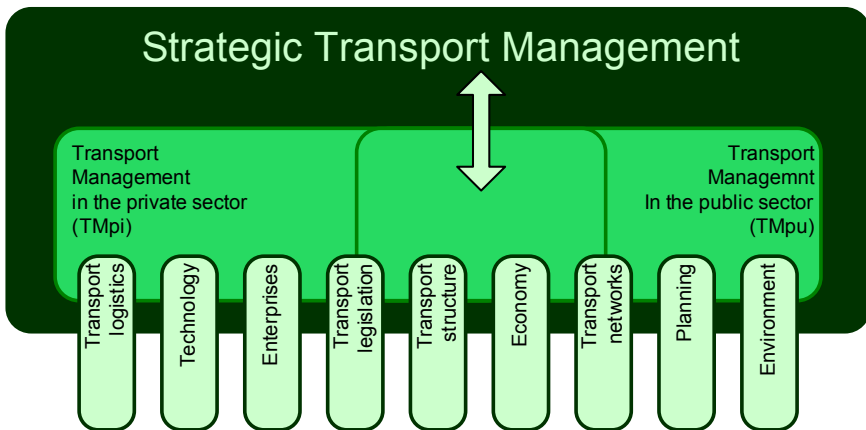 Strategic Transport Management
Transport
Management
in the private sector
(TMpi)
Transport
Managemnt
In the public sector
(TMpu)
Transport
logistics
Technology
Enterprises
Transport
legislation
Transport
structure
Economy
Transport
networks
Planning
Environment